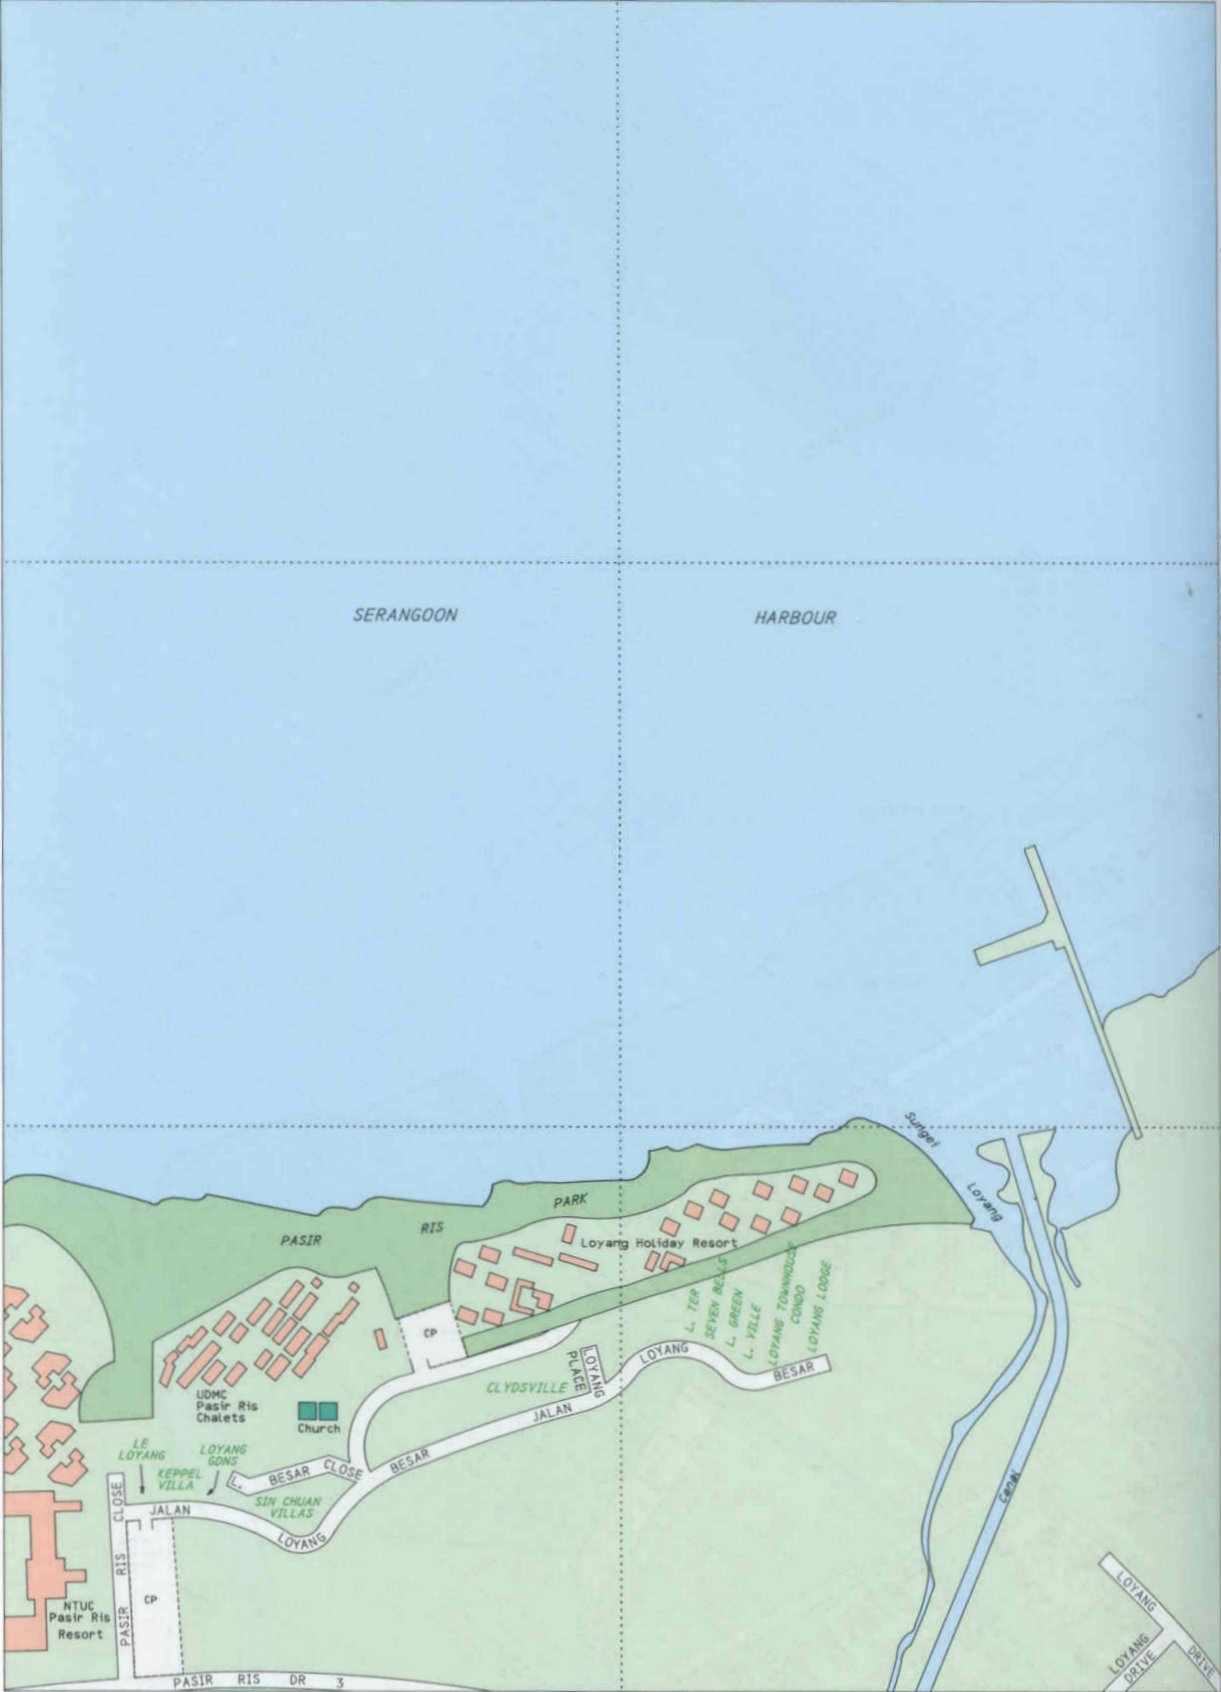 SERANGOON HARBOUR
Sungei
Loyang
PASIR RIS PARK
Loyang Holiday Resort
CP
L. TER
SEVEN BELLS
L. GREEN
L. VILLE
LOYANG TOWNHOUSE
CONDO
LOYANG LODGE
LOYANG
PLACE
CLYDSVILLE
JALAN LOYANG BESAR
UDMC
Pasir Ris
Chalets
Church
LE
LOYANG
KEPPEL
VILLA
LOYANG
GDNS
L. BESAR CLOSE
SIN CHUAN
VILLAS
JALAN LOYANG BESAR
PASIR RIS CLOSE
CP
NTUC
Pasir Ris
Resort
PASIR RIS DR 3
Canal
LOYANG DRIVE
LOYANG
DRIVE